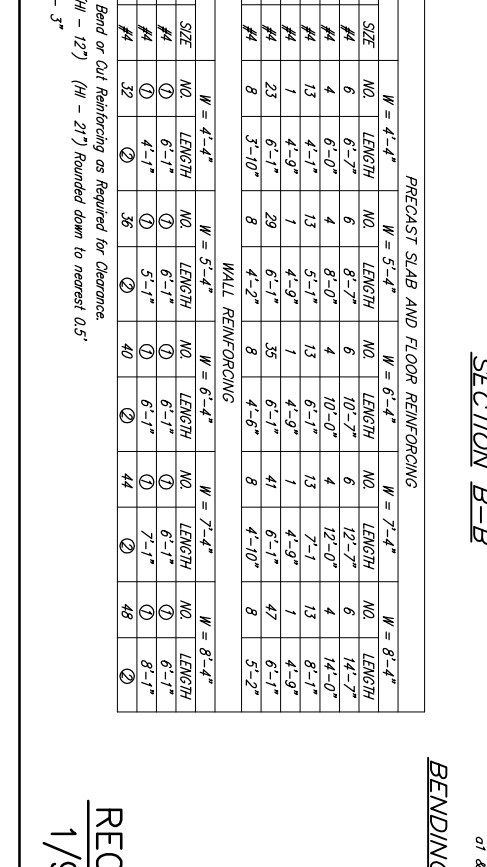 SECTION B-B
a1 &
BENDING
PRECAST SLAB AND FLOOR REINFORCING
W = 4'-4" W = 5'-4" W = 6'-4" W = 7'-4" W = 8'-4"
SIZE NO. LENGTH NO. LENGTH NO. LENGTH NO. LENGTH NO. LENGTH
#4 6 6'-7" 6 8'-7" 6 10'-7" 6 12'-7" 6 14'-7"
#4 4 6'-0" 4 8'-0" 4 10'-0" 4 12'-0" 4 14'-0"
#4 13 4'-1" 13 5'-1" 13 6'-1" 13 7'-1 13 8'-1"
#4 1 4'-9" 1 4'-9" 1 4'-9" 1 4'-9" 1 4'-9"
#4 23 6'-1" 29 6'-1" 35 6'-1" 41 6'-1" 47 6'-1"
#4 8 3'-10" 8 4'-2" 8 4'-6" 8 4'-10" 8 5'-2"
WALL REINFORCING
W = 4'-4" W = 5'-4" W = 6'-4" W = 7'-4" W = 8'-4"
SIZE NO. LENGTH NO. LENGTH NO. LENGTH NO. LENGTH NO. LENGTH
#4 ① 6'-1" ① 6'-1" ① 6'-1" ① 6'-1" ① 6'-1"
#4 ① 4'-1" ① 5'-1" ① 6'-1" ① 7'-1" ① 8'-1"
#4 32 ② 36 ② 40 ② 44 ② 48 ②
Bend or Cut Reinforcing as Required for Clearance.
(HI - 12") (HI - 21") Rounded down to nearest 0.5'
- 3"
REC
1/9